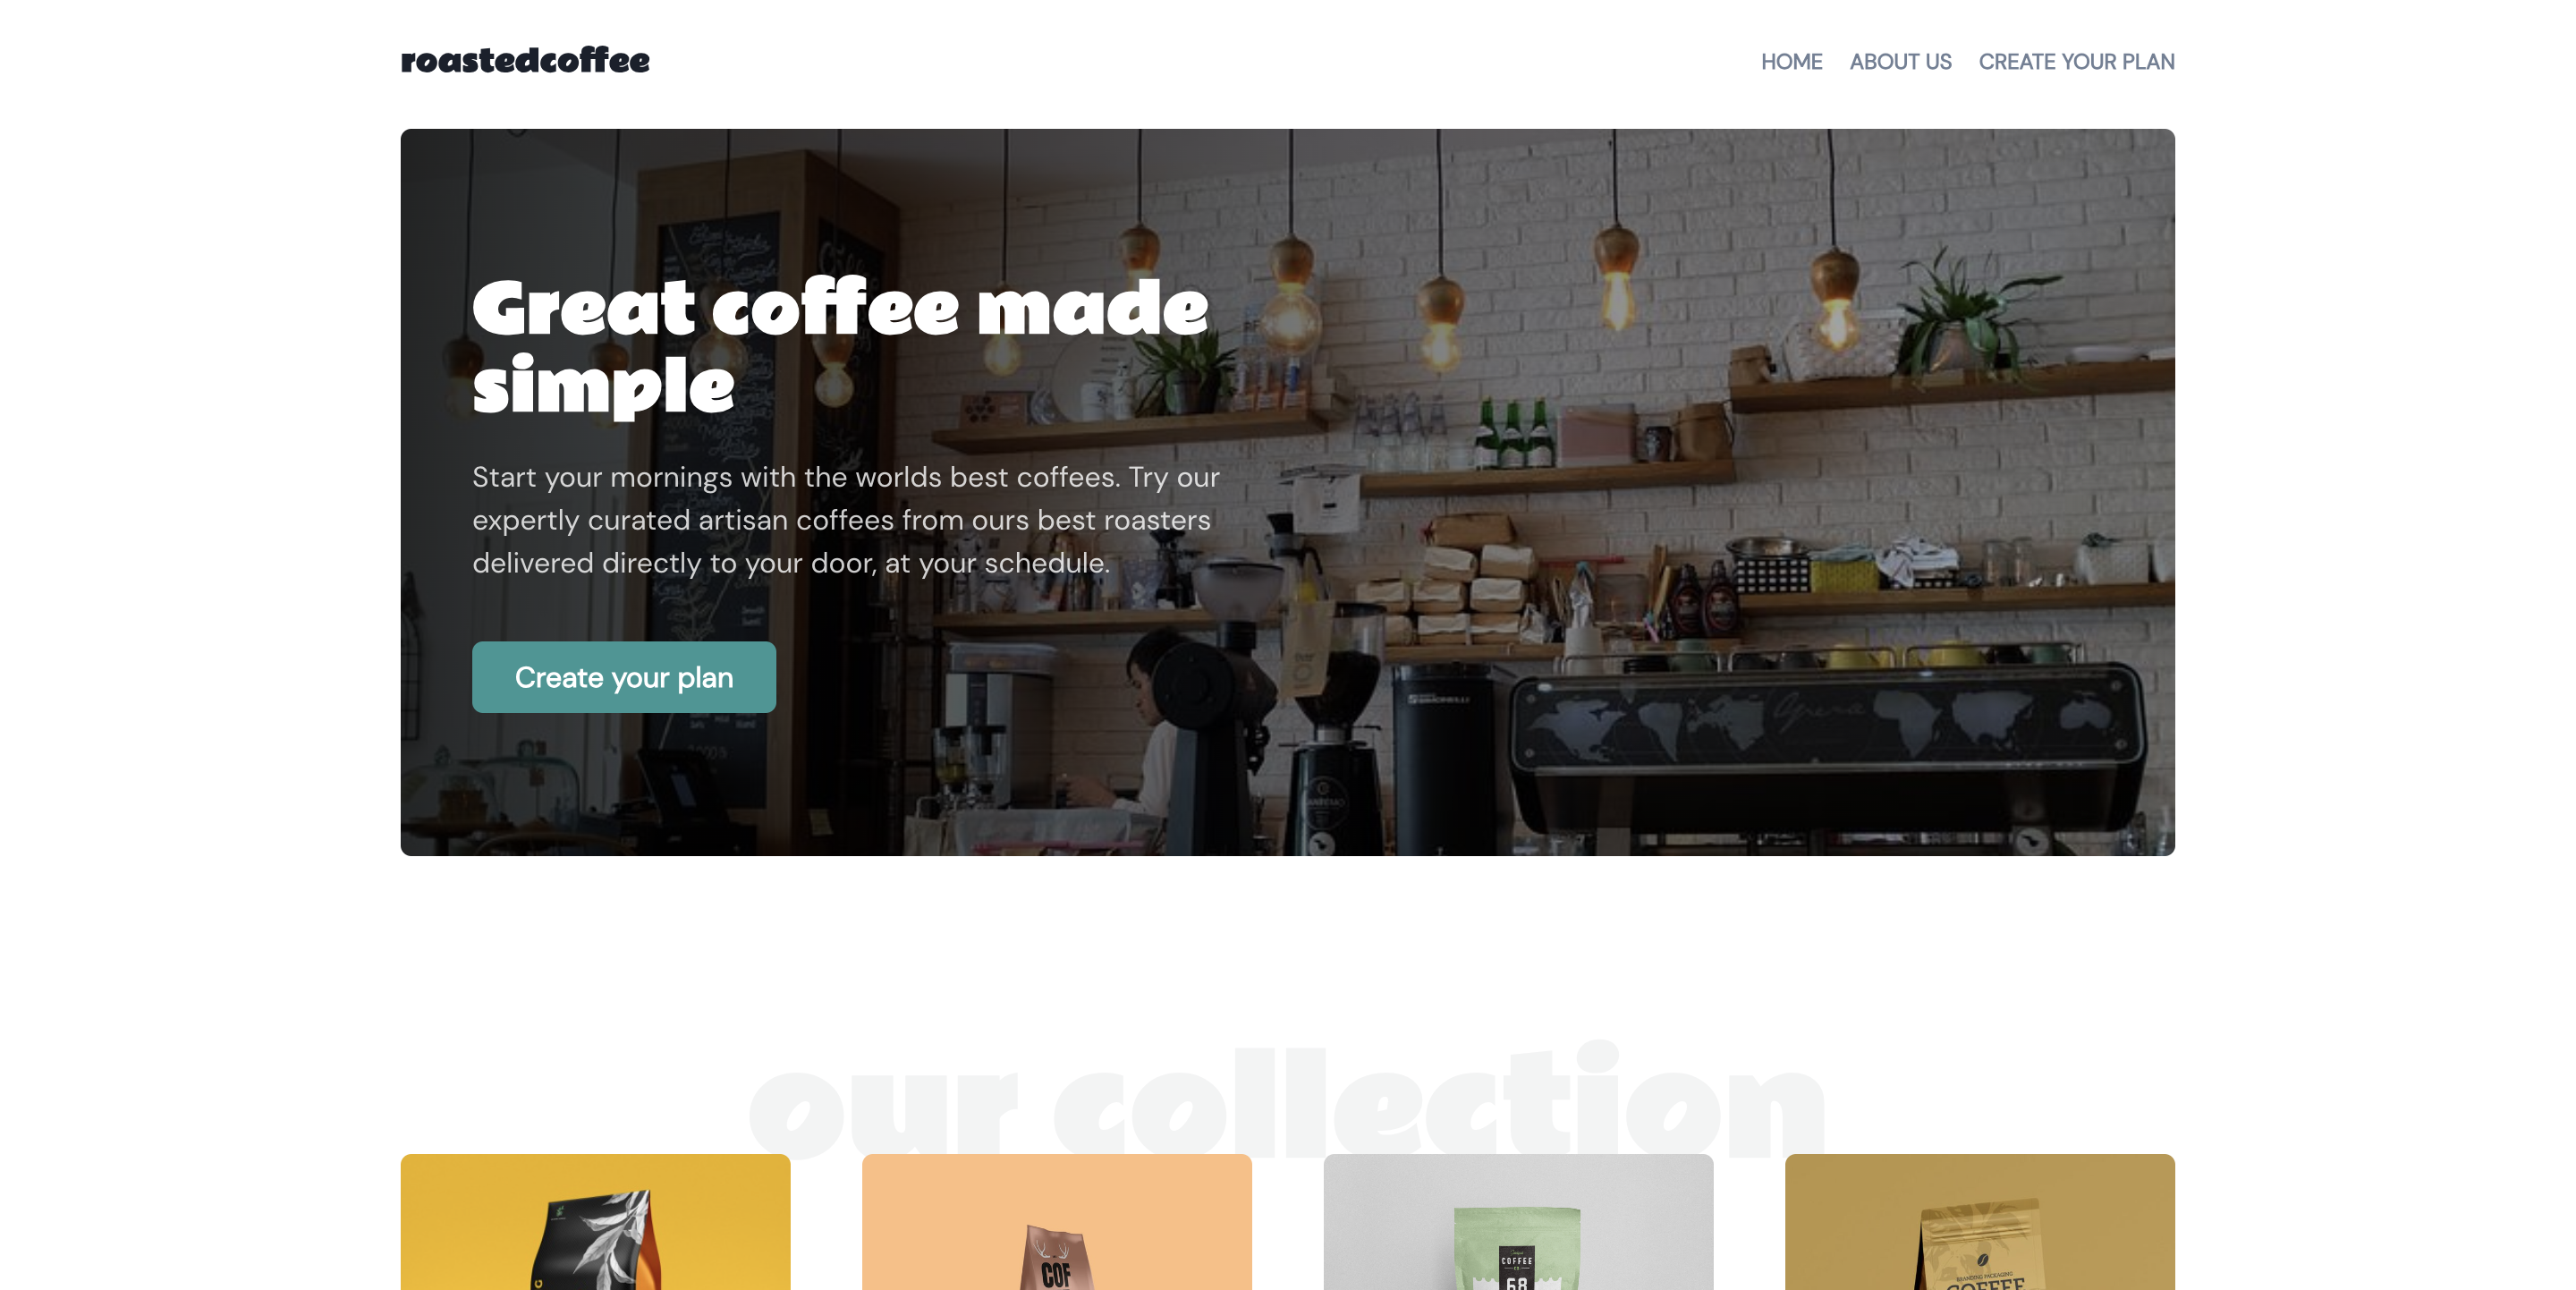 roastedcoffee
HOME ABOUT US CREATE YOUR PLAN
Great coffee made
simple
Start your mornings with the worlds best coffees. Try our
expertly curated artisan coffees from ours best roasters
delivered directly to your door, at your schedule.
Create your plan
our collection
COF
COFFEE
68
BRANDING PACKAGING
COFFEE